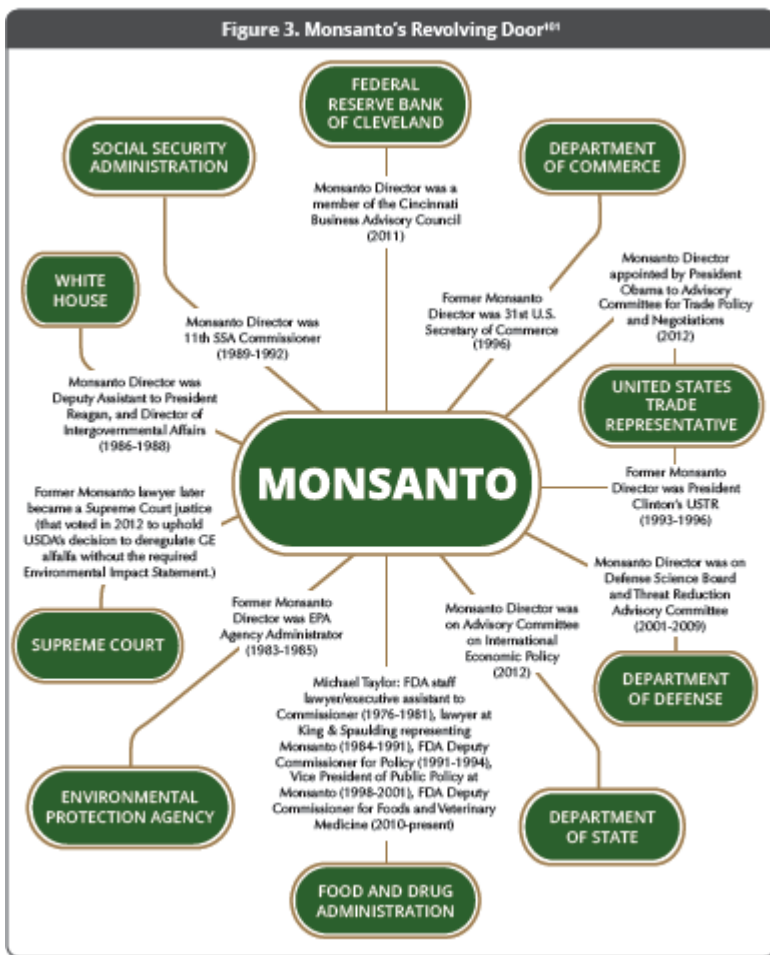 Figure 3. Monsanto's Revolving Door¹⁰¹
FEDERAL
RESERVE BANK
OF CLEVELAND
SOCIAL SECURITY
ADMINISTRATION
DEPARTMENT
OF COMMERCE
Monsanto Director was a
member of the Cincinnati
Business Advisory Council
(2011)
Monsanto Director
appointed by President
Obama to Advisory
Committee for Trade Policy
and Negotiations
(2012)
WHITE
HOUSE
Former Monsanto
Director was 31st U.S.
Secretary of Commerce
(1996)
Monsanto Director was
11th SSA Commissioner
(1989-1992)
UNITED STATES
TRADE
REPRESENTATIVE
Monsanto Director was
Deputy Assistant to President
Reagan, and Director of
Intergovernmental Affairs
(1986-1988)
MONSANTO
Former Monsanto
Director was President
Clinton's USTR
(1993-1996)
Former Monsanto lawyer later
became a Supreme Court justice
(that voted in 2012 to uphold
USDA's decision to deregulate GE
alfalfa without the required
Environmental Impact Statement.)
Monsanto Director was on
Defense Science Board
and Threat Reduction
Advisory Committee
(2001-2009)
Former Monsanto
Director was EPA
Agency Administrator
(1983-1985)
Monsanto Director was
on Advisory Committee
on International
Economic Policy
(2012)
SUPREME COURT
DEPARTMENT
OF DEFENSE
Michael Taylor: FDA staff
lawyer/executive assistant to
Commissioner (1976-1981), lawyer at
King & Spaulding representing
Monsanto (1984-1991), FDA Deputy
Commissioner for Policy (1991-1994),
Vice President of Public Policy at
Monsanto (1998-2001), FDA Deputy
Commissioner for Foods and Veterinary
Medicine (2010-present)
ENVIRONMENTAL
PROTECTION AGENCY
DEPARTMENT
OF STATE
FOOD AND DRUG
ADMINISTRATION